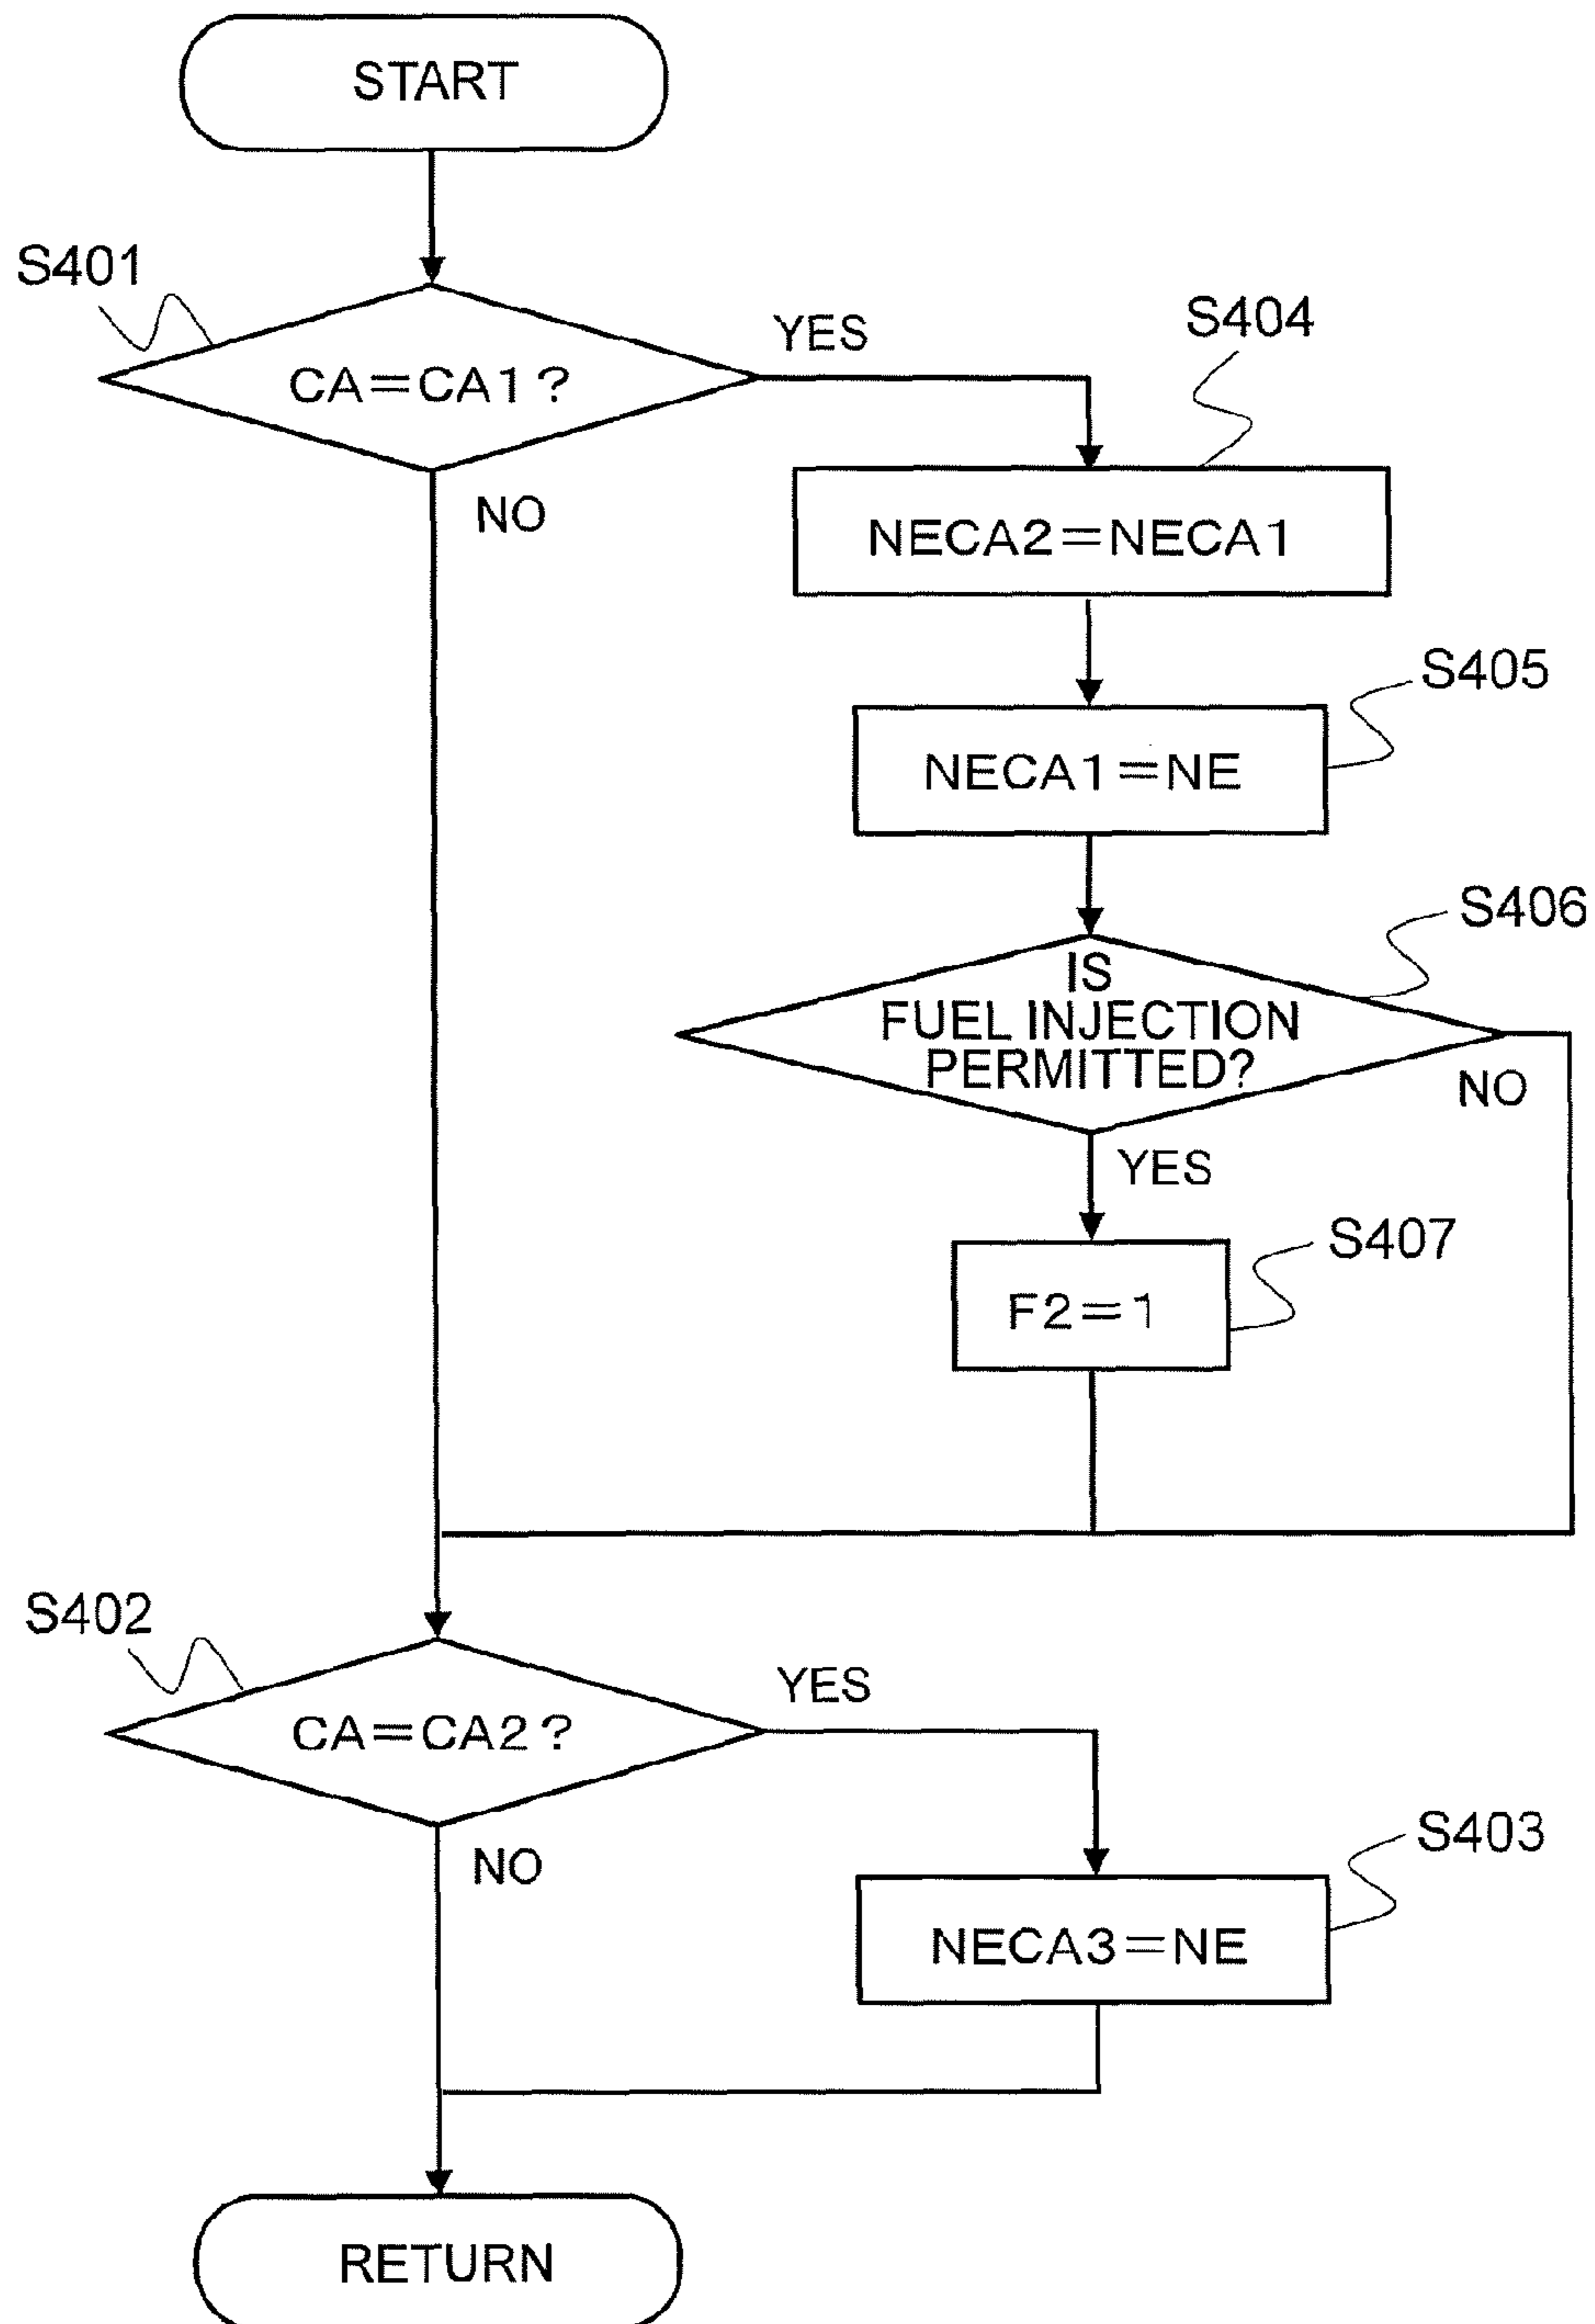 START
S401
CA=CA1?
YES
NO
S404
NECA2=NECA1
S405
NECA1=NE
S406
IS
FUEL INJECTION
PERMITTED?
NO
YES
S407
F2=1
S402
CA=CA2?
YES
NO
S403
NECA3=NE
RETURN